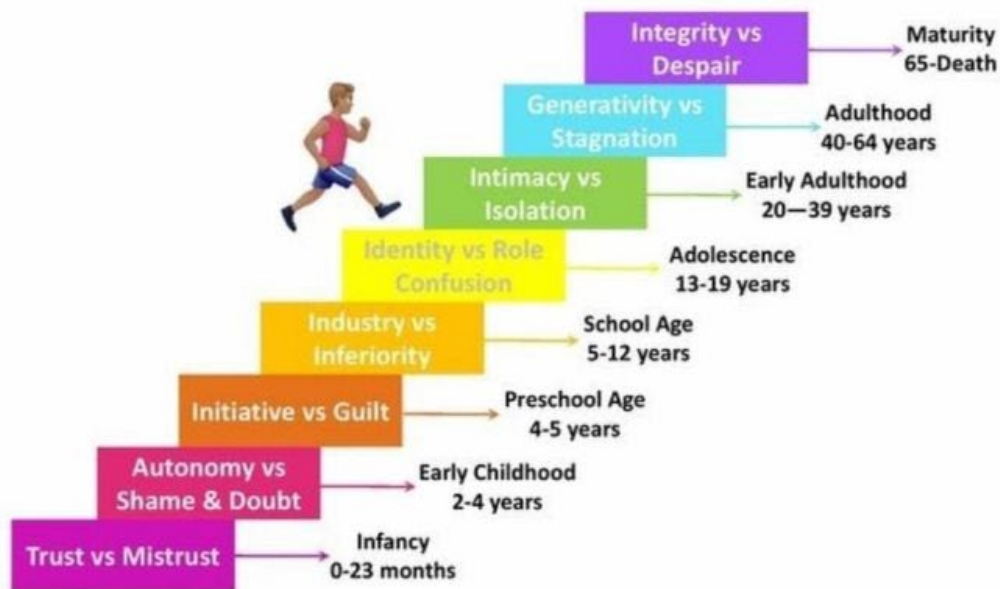 Integrity vs
Despair
Maturity
65-Death
Generativity vs
Stagnation
Adulthood
40-64 years
Intimacy vs
Isolation
Early Adulthood
20—39 years
Identity vs Role
Confusion
Adolescence
13-19 years
Industry vs
Inferiority
School Age
5-12 years
Initiative vs Guilt
Preschool Age
4-5 years
Autonomy vs
Shame & Doubt
Early Childhood
2-4 years
Trust vs Mistrust
Infancy
0-23 months